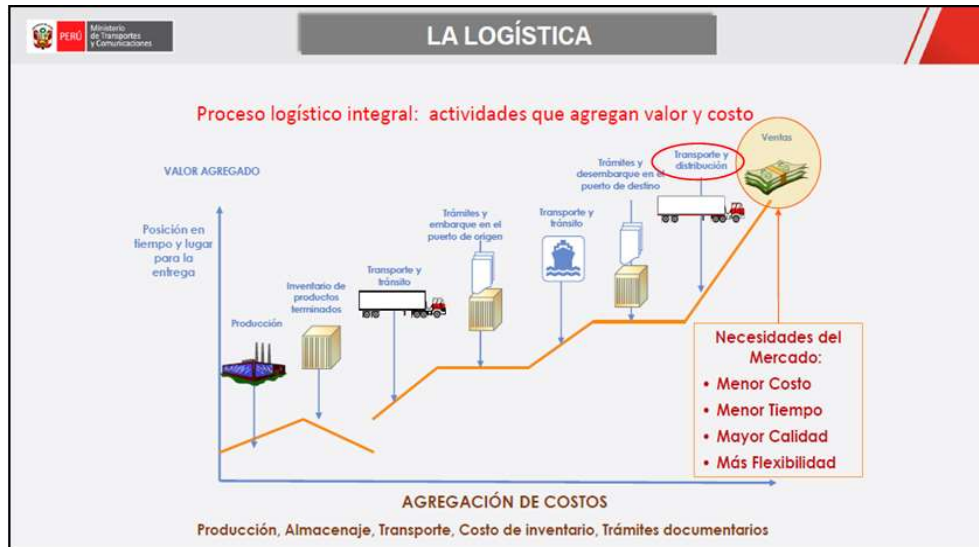 PERÚ
Ministerio
de Transportes
y Comunicaciones
LA LOGÍSTICA
Proceso logístico integral: actividades que agregan valor y costo
VALOR AGREGADO
Posición en
tiempo y lugar
para la
entrega
Producción
Inventario de
productos
terminados
Transporte y
tránsito
Trámites y
embarque en el
puerto de origen
Transporte y
tránsito
Trámites y
desembarque en el
puerto de destino
Transporte y
distribución
Ventas
Necesidades del
Mercado:
• Menor Costo
• Menor Tiempo
• Mayor Calidad
• Más Flexibilidad
AGREGACIÓN DE COSTOS
Producción, Almacenaje, Transporte, Costo de inventario, Trámites documentarios